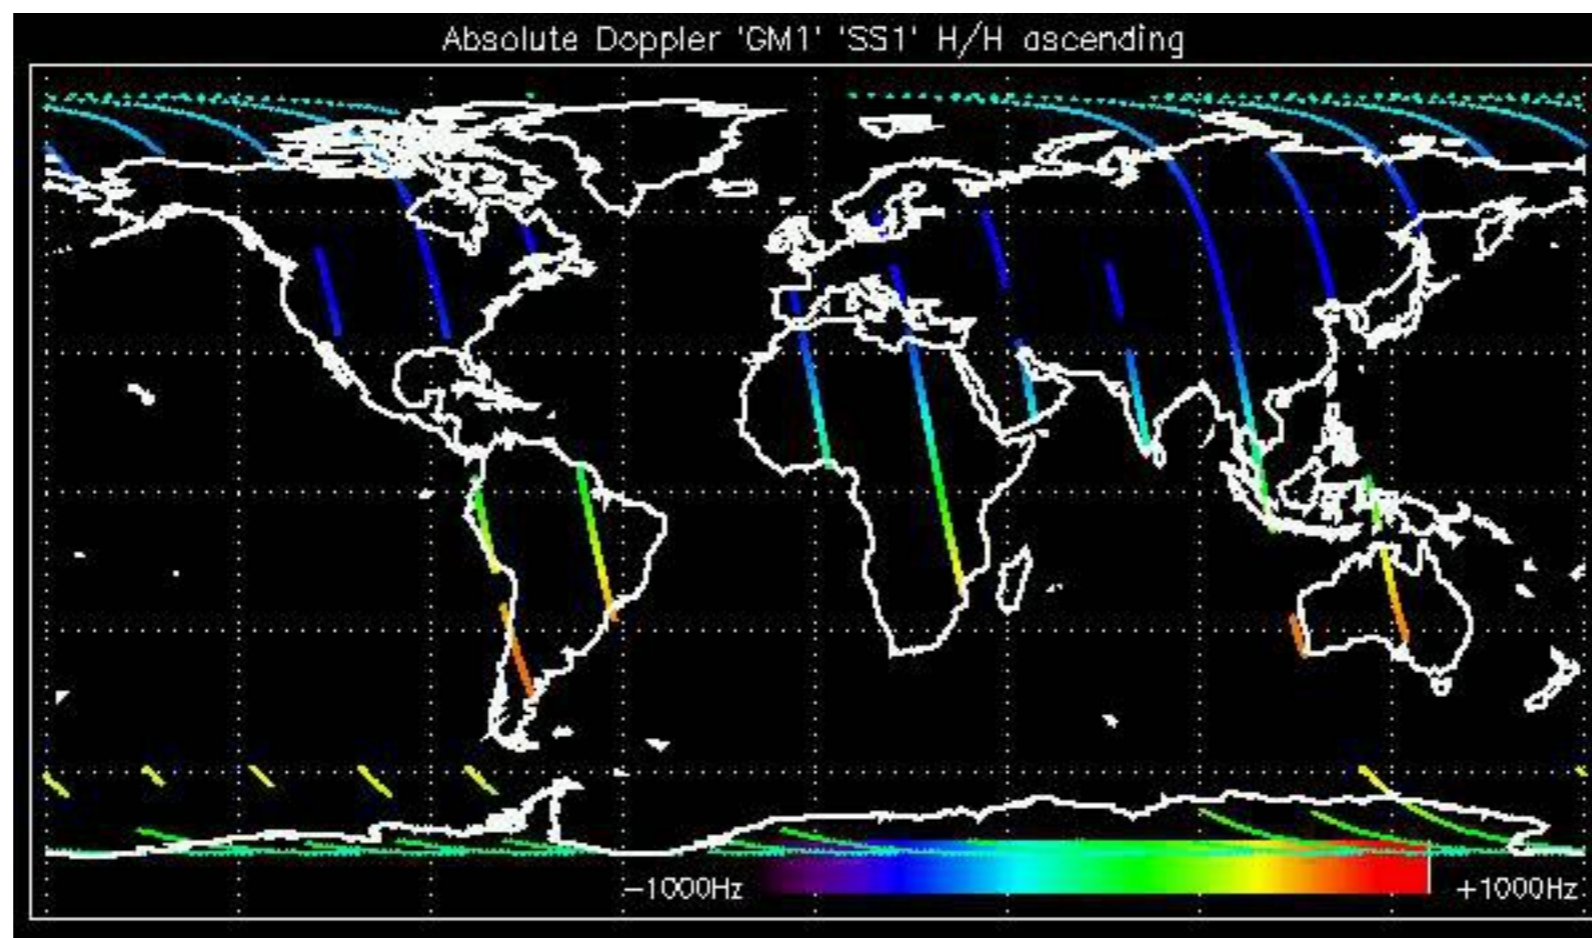 Absolute Doppler 'GM1' 'SS1' H/H ascending
-1000Hz
+1000Hz